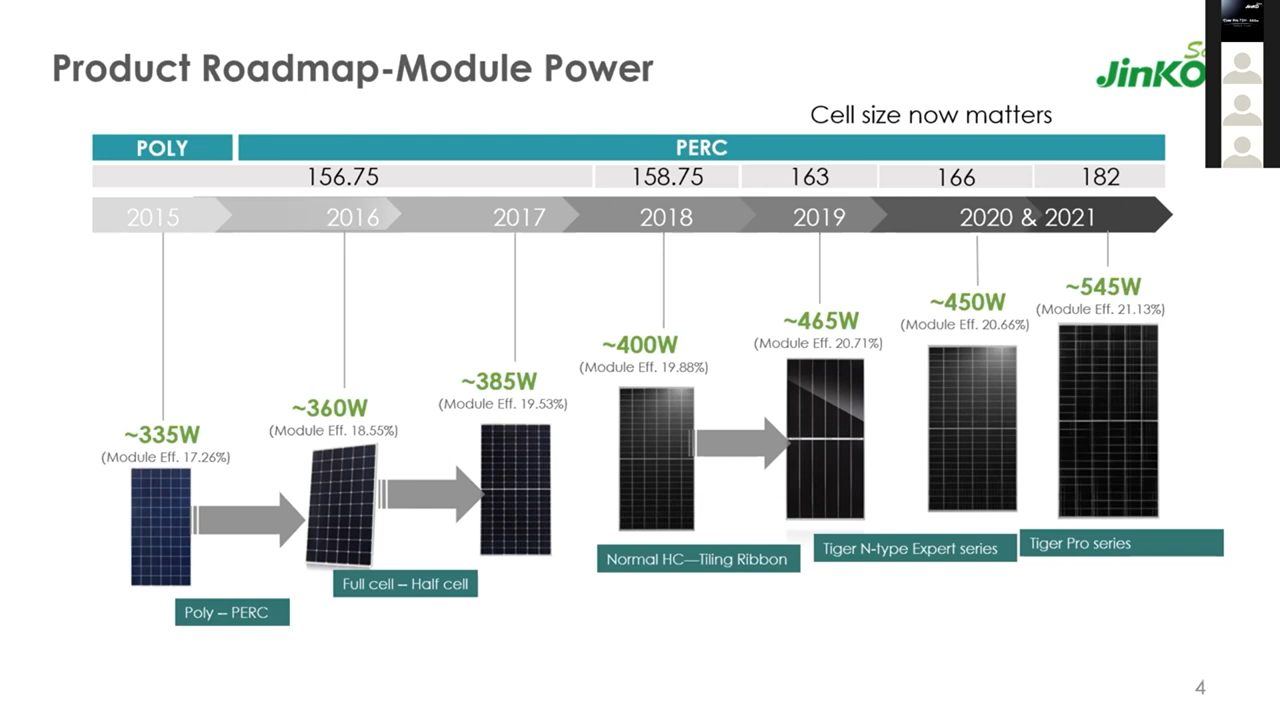 Product Roadmap-Module Power
JinKO
Cell size now matters
POLY
PERC
156.75
158.75
163
166
182
2015
2016
2017
2018
2019
2020 & 2021
~335W
(Module Eff. 17.26%)
~360W
(Module Eff. 18.55%)
~385W
(Module Eff. 19.53%)
~400W
(Module Eff. 19.88%)
~465W
(Module Eff. 20.71%)
~450W
(Module Eff. 20.66%)
~545W
(Module Eff. 21.13%)
Poly – PERC
Full cell – Half cell
Normal HC—Tiling Ribbon
Tiger N-type Expert series
Tiger Pro series
4